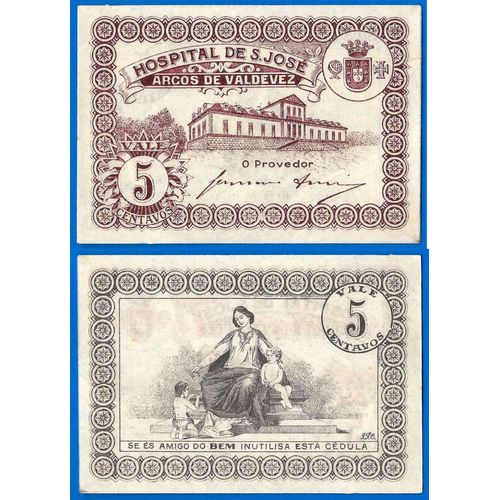 HOSPITAL DE S. JOSÉ
ARCOS DE VALDEVEZ
VALE
5
CENTAVOS
O Provedor
VALE
5
CENTAVOS
SE ÉS AMIGO DO BEM INUTILISA ESTA CÉDULA